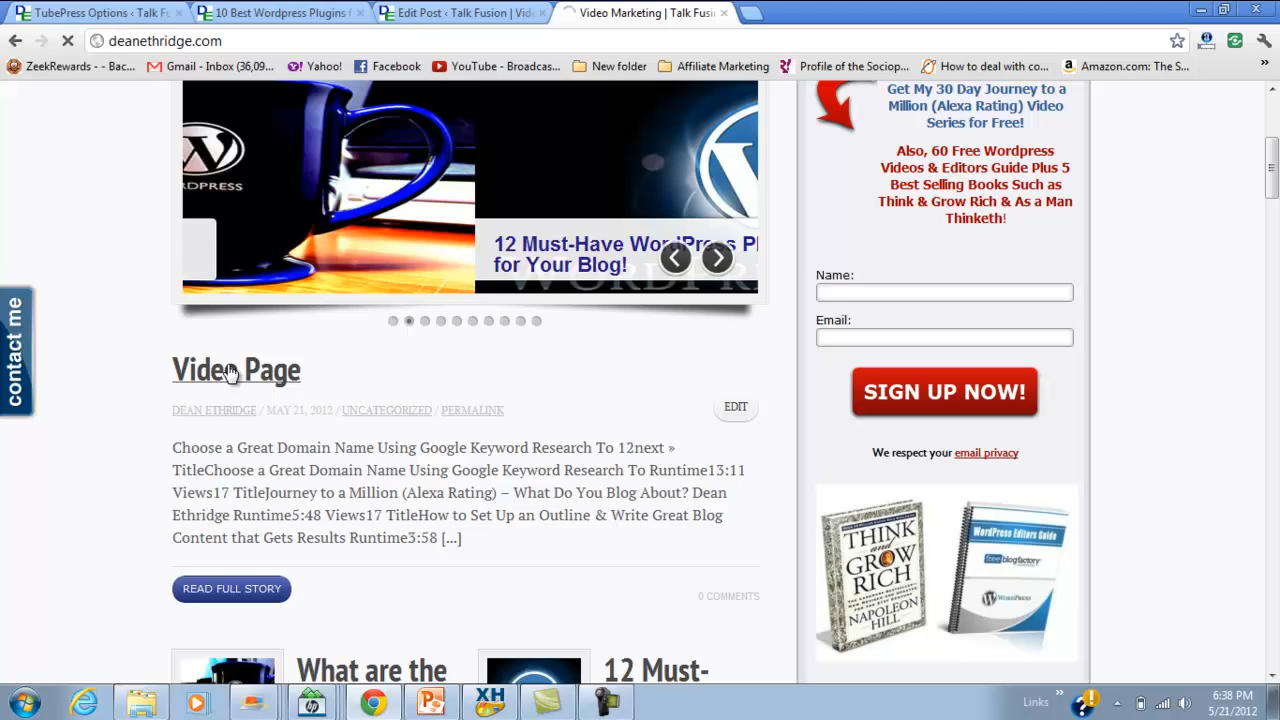 TubePress Options ‹ Talk F
10 Best Wordpress Plugins f
Edit Post ‹ Talk Fusion | Vid
Video Marketing | Talk Fusi
deanethridge.com
ZeekRewards - - Bac...
Gmail - Inbox (36,09...
Yahoo!
Facebook
YouTube - Broadcas...
New folder
Affiliate Marketing
Profile of the Sociop...
How to deal with co...
Amazon.com: The S...
»
Get My 30 Day Journey to a
Million (Alexa Rating) Video
Series for Free!
Also, 60 Free Wordpress
Videos & Editors Guide Plus 5
Best Selling Books Such as
Think & Grow Rich & As a Man
Thinketh!
RDPRESS
12 Must-Have WordPress Pl
for Your Blog!
Name:
Email:
SIGN UP NOW!
We respect your email privacy
contact me
Video Page
DEAN ETHRIDGE / MAY 21, 2012 / UNCATEGORIZED / PERMALINK
EDIT
Choose a Great Domain Name Using Google Keyword Research To 12next »
TitleChoose a Great Domain Name Using Google Keyword Research To Runtime13:11
Views17 TitleJourney to a Million (Alexa Rating) – What Do You Blog About? Dean
Ethridge Runtime5:48 Views17 TitleHow to Set Up an Outline & Write Great Blog
Content that Gets Results Runtime3:58 [...]
READ FULL STORY
0 COMMENTS
THINK
and
GROW
RICH
NAPOLEON
HILL
WordPress Editors
Guide
freeblogfactory
WORDPRESS
What are the
12 Must-
Links
»
6:38 PM
5/21/2012